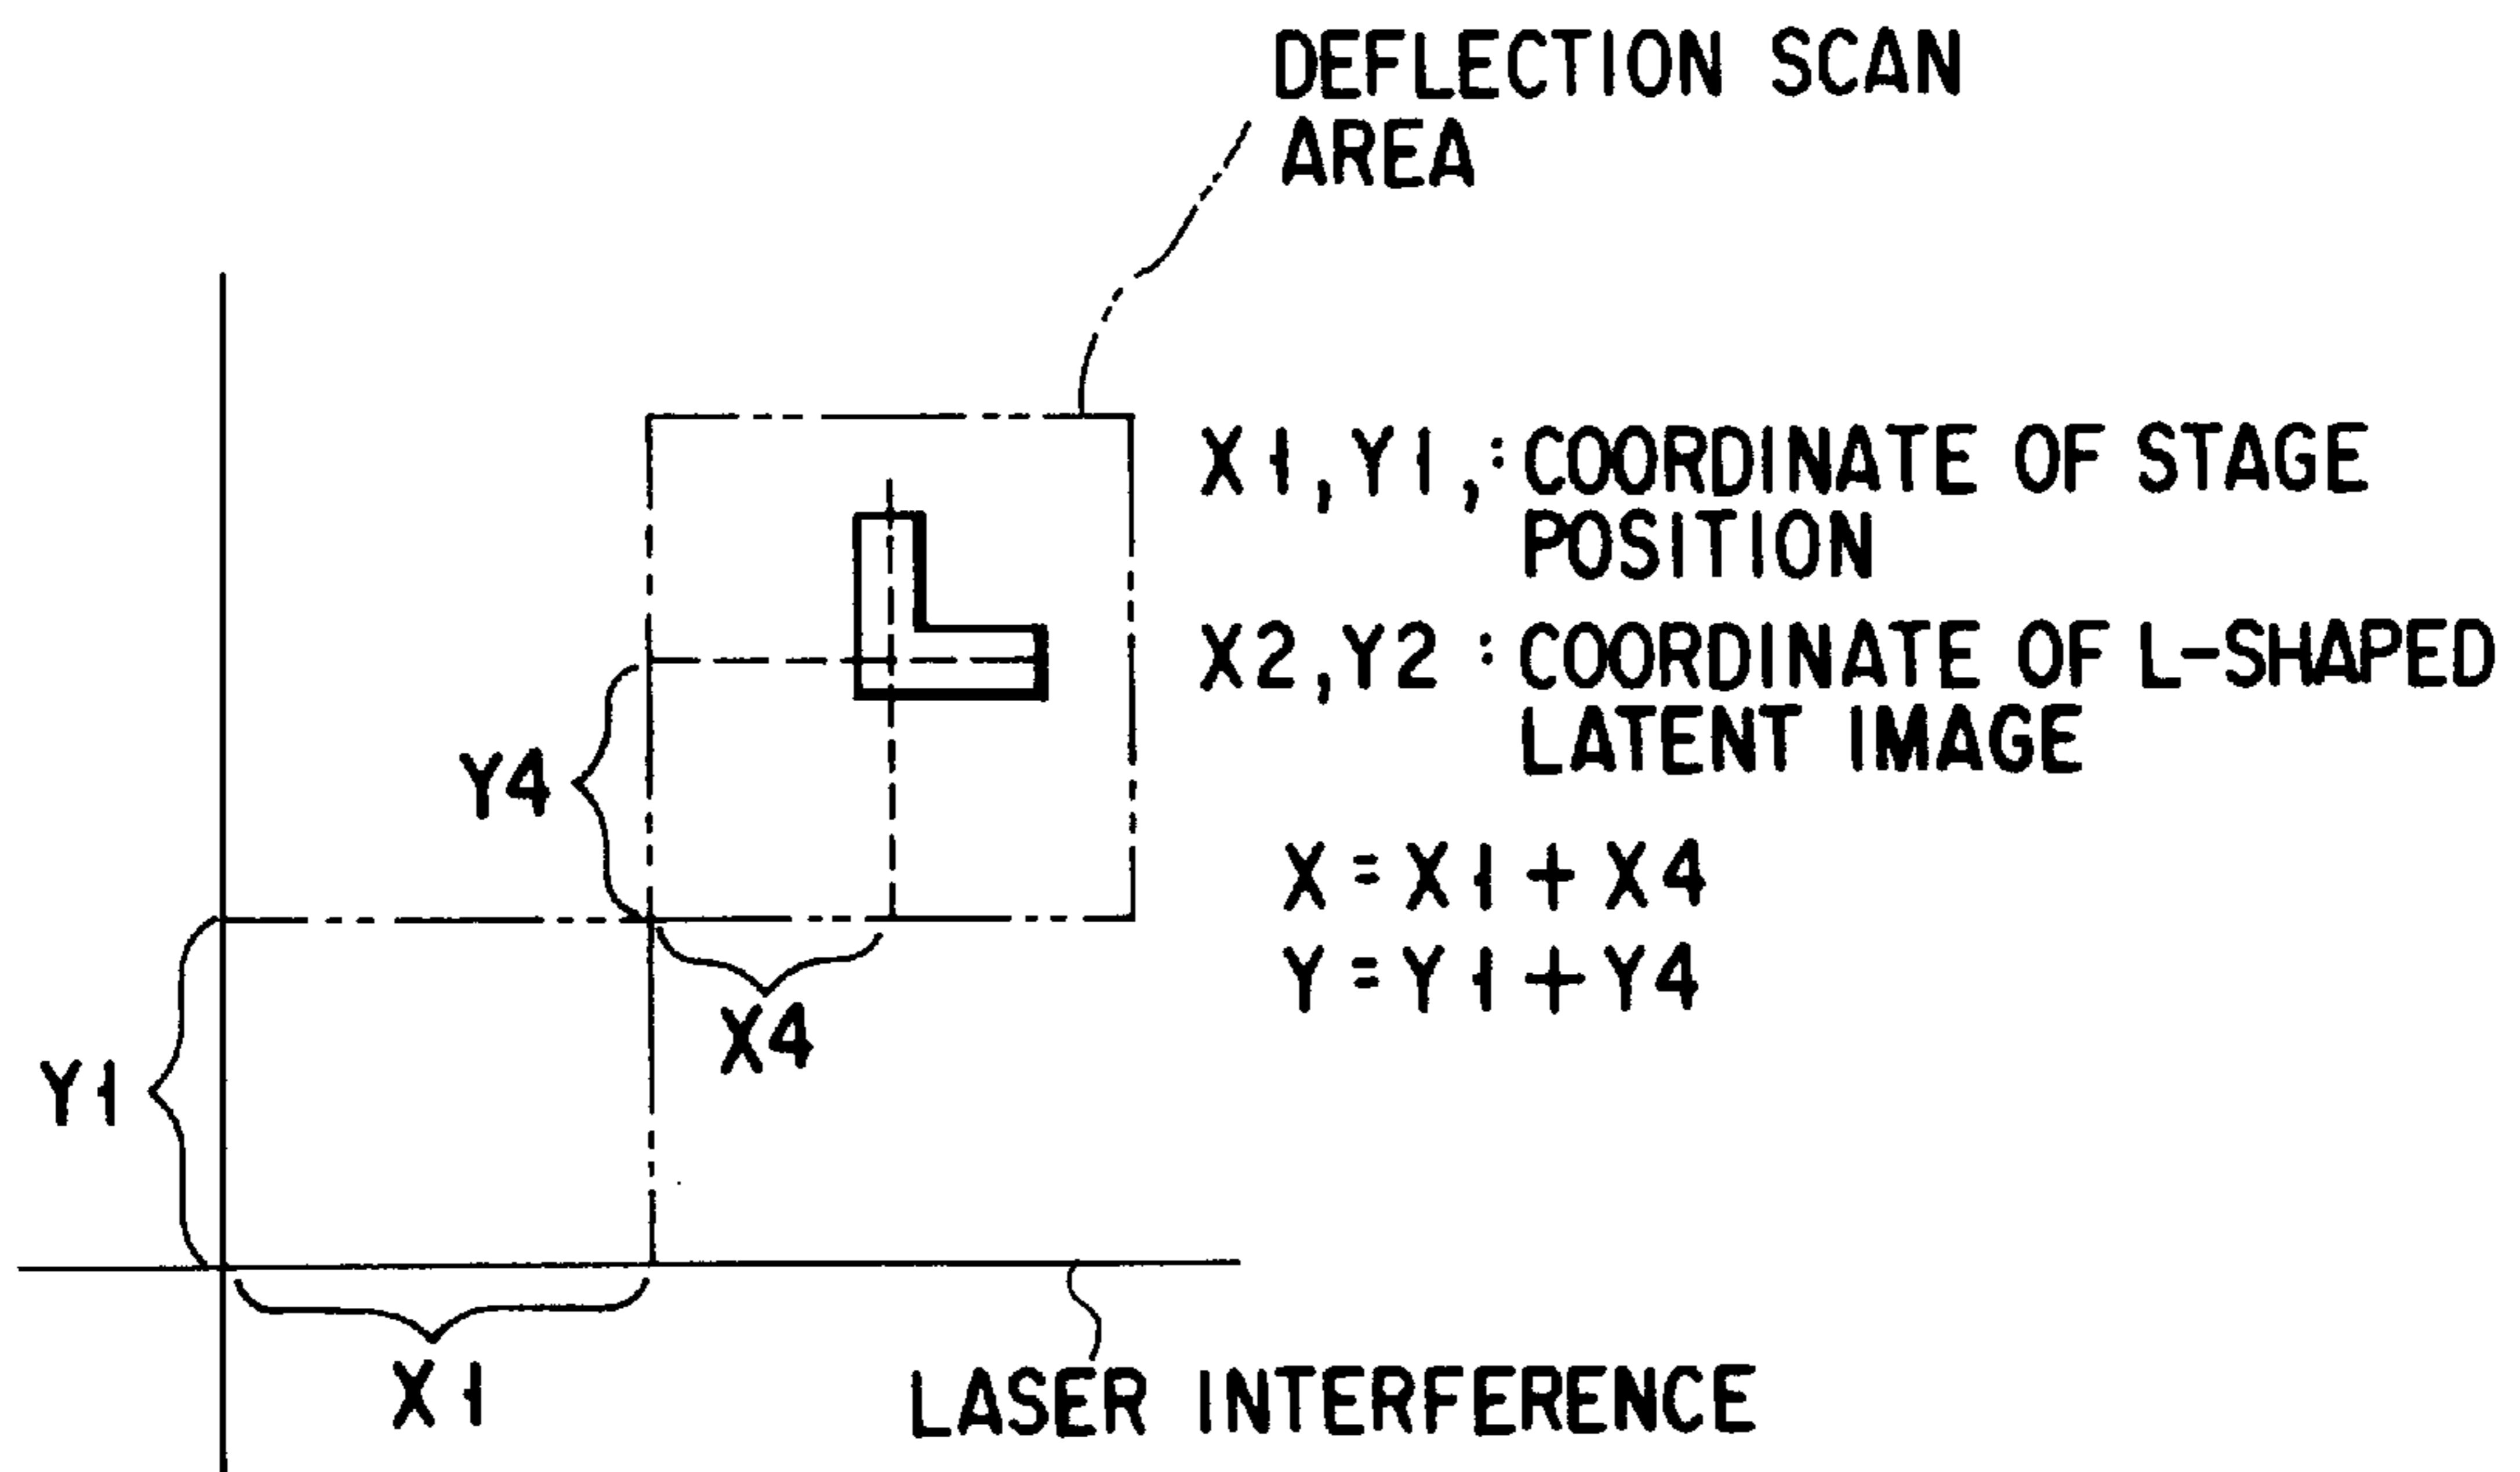 DEFLECTION SCAN
AREA
X1,Y1,:COORDINATE OF STAGE
POSITION
X2,Y2 :COORDINATE OF L-SHAPED
LATENT IMAGE
Y4
X=X1+X4
Y=Y1+Y4
X4
Y1
X1
LASER INTERFERENCE